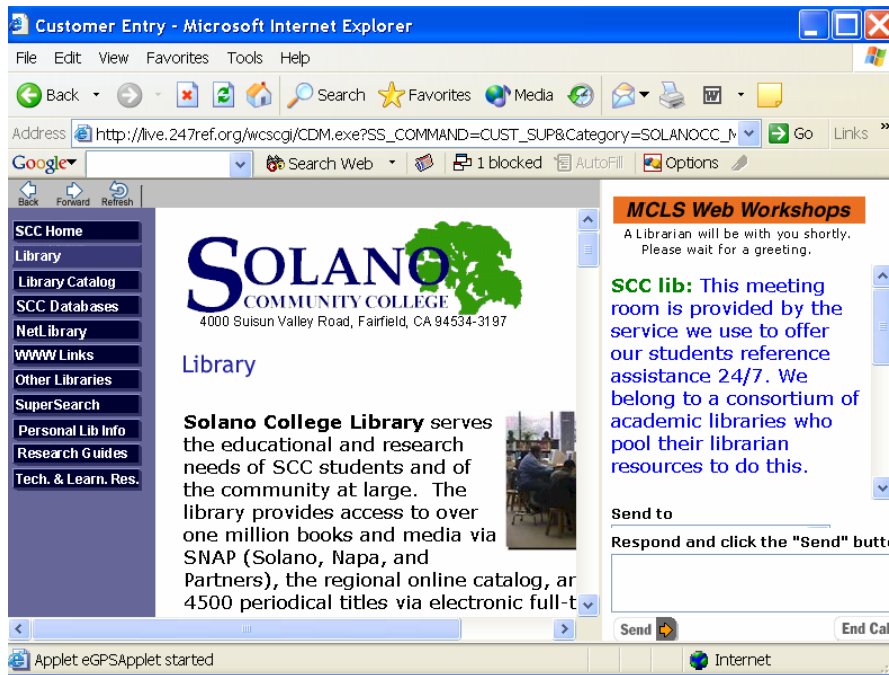 Customer Entry - Microsoft Internet Explorer
File Edit View Favorites Tools Help
Back Search Favorites Media
Address http://live.247ref.org/wcscgi/CDM.exe?SS_COMMAND=CUST_SUP&Category=SOLANOCC_ Go Links »
Google Search Web 1 blocked AutoFill Options
Back Forward Refresh
SCC Home
Library
Library Catalog
SCC Databases
NetLibrary
WWW Links
Other Libraries
SuperSearch
Personal Lib Info
Research Guides
Tech. & Learn. Res.
SOLANO
COMMUNITY COLLEGE
4000 Suisun Valley Road, Fairfield, CA 94534-3197
Library
Solano College Library serves
the educational and research
needs of SCC students and of
the community at large. The
library provides access to over
one million books and media via
SNAP (Solano, Napa, and
Partners), the regional online catalog, ar
4500 periodical titles via electronic full-t
MCLS Web Workshops
A Librarian will be with you shortly.
Please wait for a greeting.
SCC lib: This meeting
room is provided by the
service we use to offer
our students reference
assistance 24/7. We
belong to a consortium of
academic libraries who
pool their librarian
resources to do this.
Send to
Respond and click the "Send" butto
Send End Cal
Applet eGPSApplet started Internet